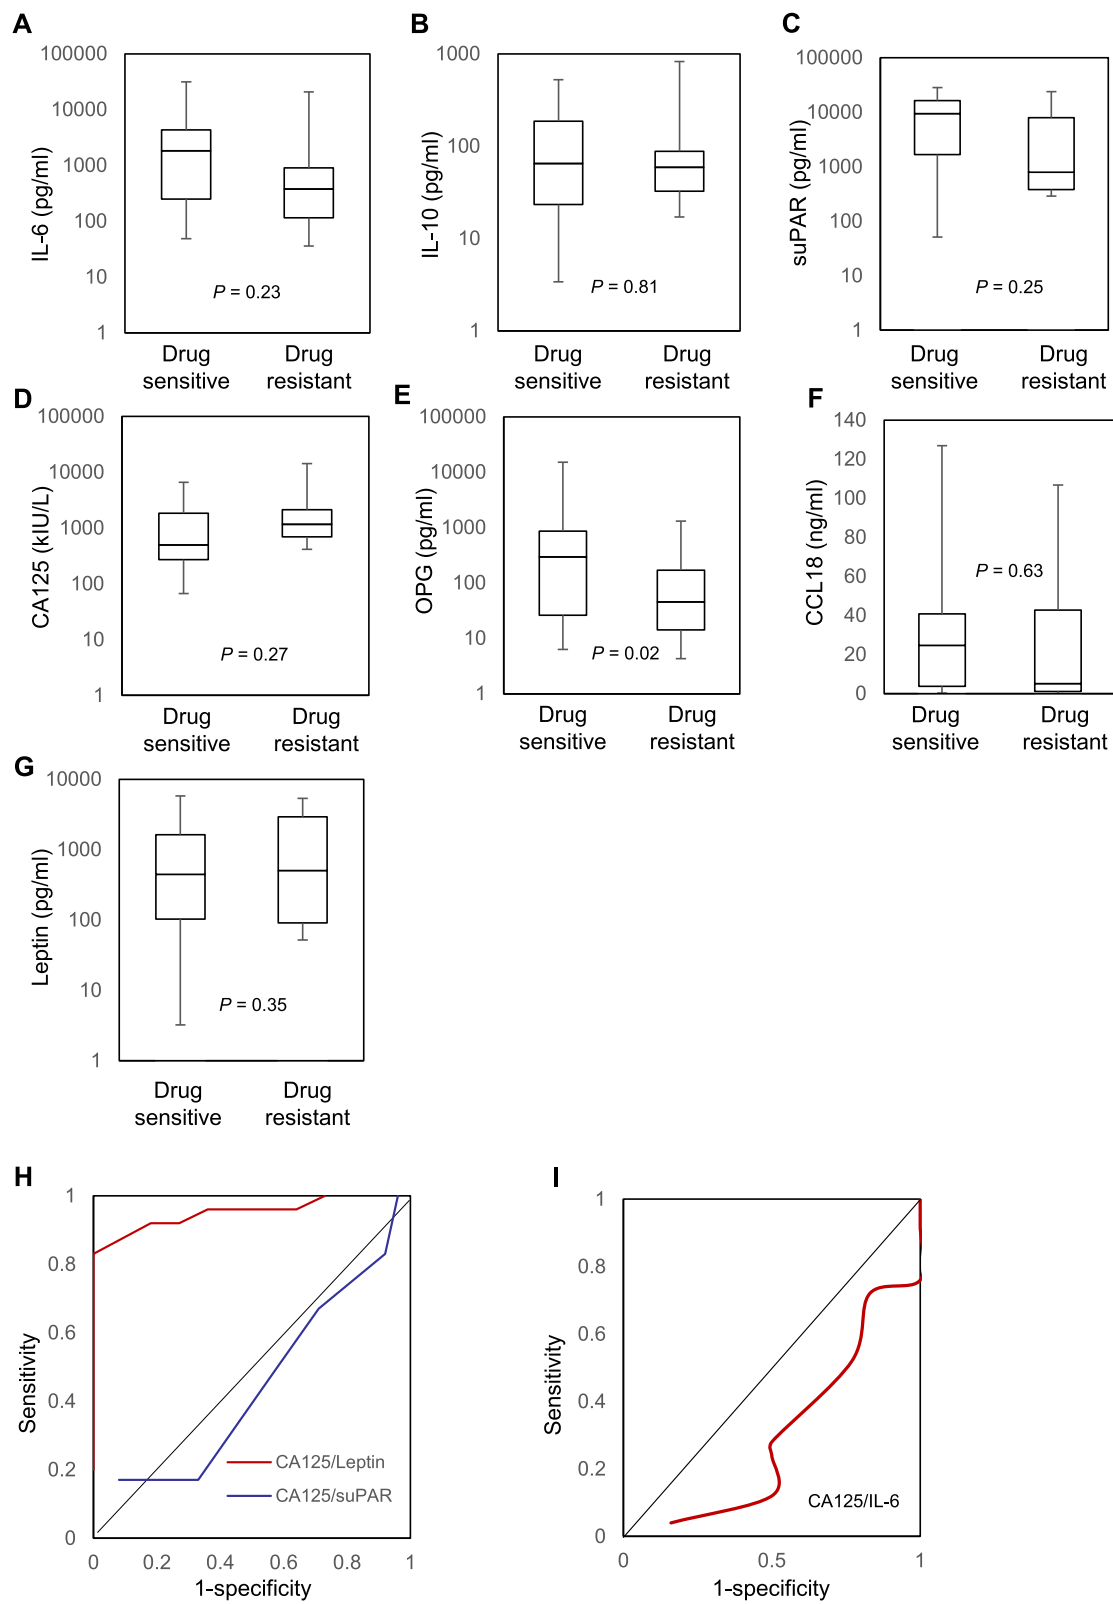 A
IL-6 (pg/ml)
100000
10000
1000
100
10
1
P = 0.23
Drug sensitive
Drug resistant
B
IL-10 (pg/ml)
1000
100
10
1
P = 0.81
Drug sensitive
Drug resistant
C
suPAR (pg/ml)
100000
10000
1000
100
10
1
P = 0.25
Drug sensitive
Drug resistant
D
CA125 (kIU/L)
100000
10000
1000
100
10
1
P = 0.27
Drug sensitive
Drug resistant
E
OPG (pg/ml)
100000
10000
1000
100
10
1
P = 0.02
Drug sensitive
Drug resistant
F
CCL18 (ng/ml)
140
120
100
80
60
40
20
0
P = 0.63
Drug sensitive
Drug resistant
G
Leptin (pg/ml)
10000
1000
100
10
1
P = 0.35
Drug sensitive
Drug resistant
H
Sensitivity
1
0.8
0.6
0.4
0.2
0
CA125/Leptin
CA125/suPAR
0 0.2 0.4 0.6 0.8 1
1-specificity
I
Sensitivity
1
0.8
0.6
0.4
0.2
0
CA125/IL-6
0 0.5 1
1-specificity